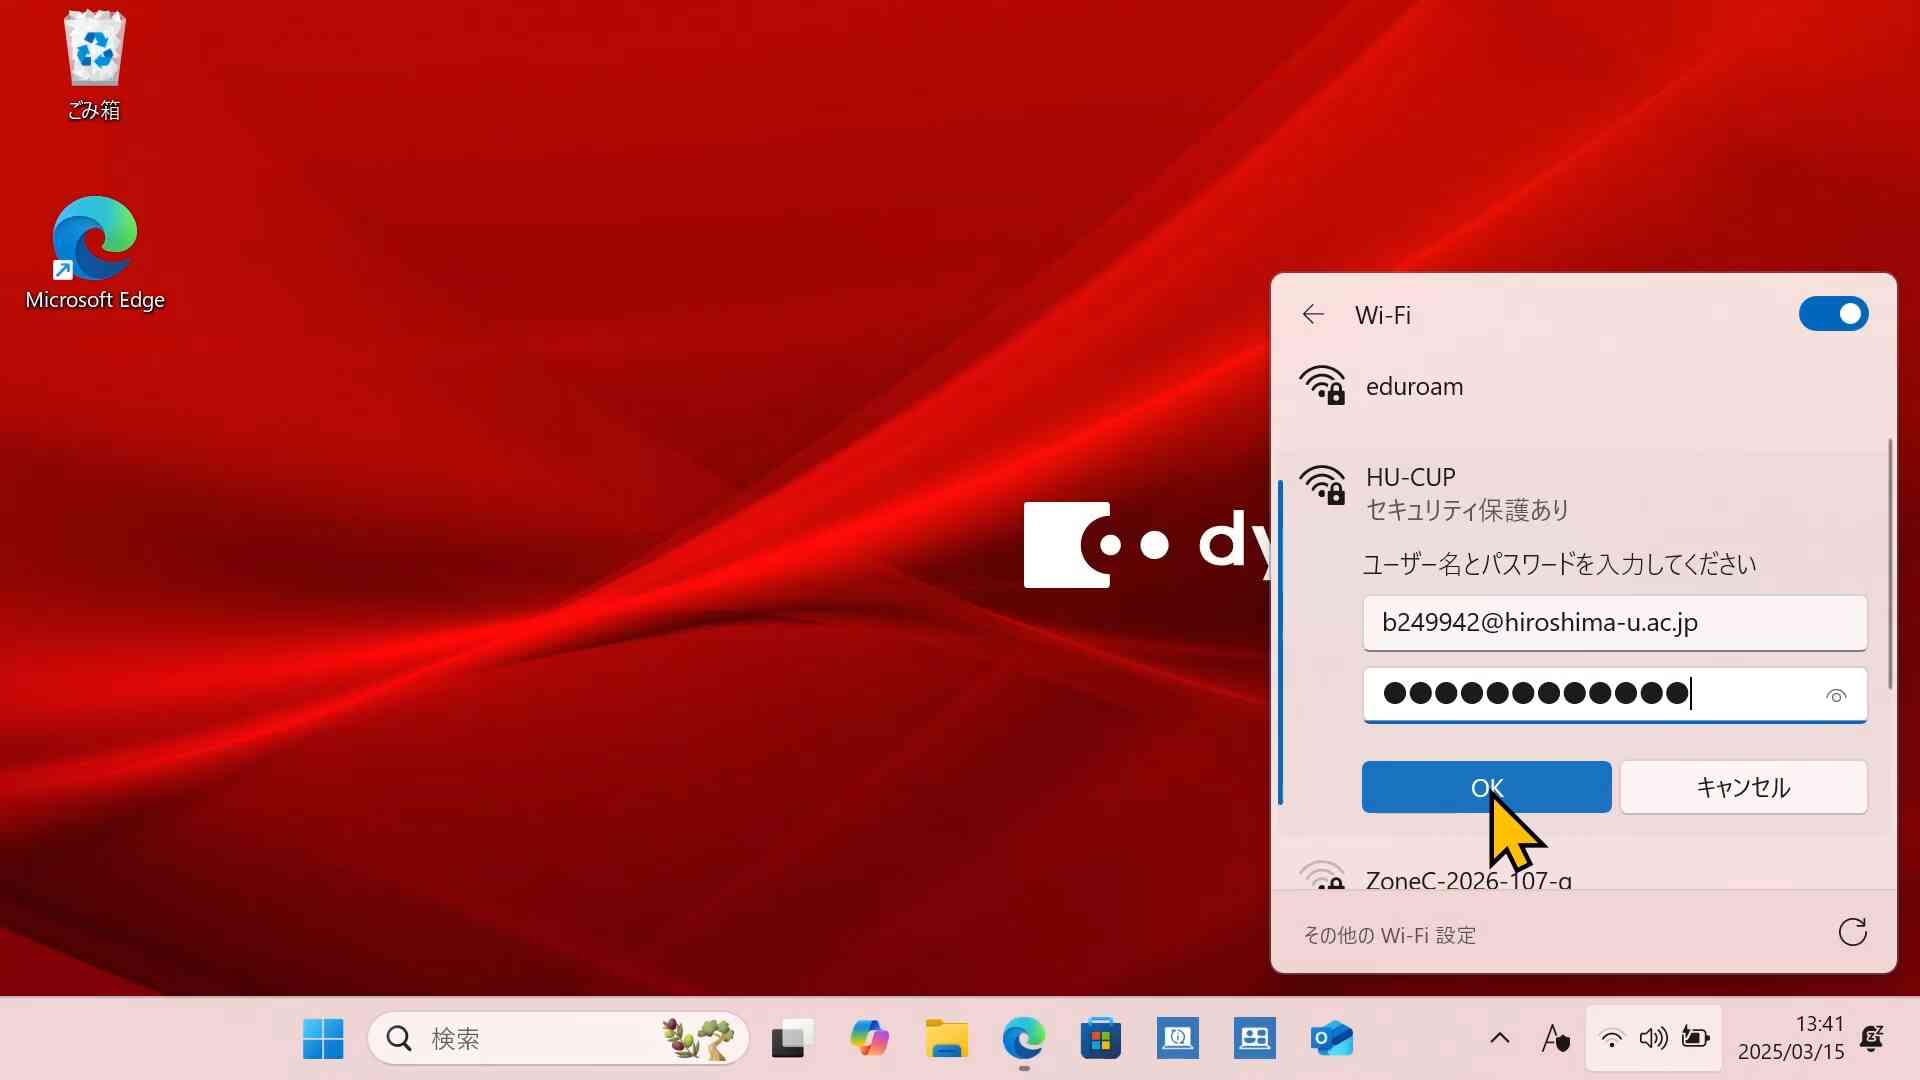 ごみ箱
Microsoft Edge
dy
Wi-Fi
eduroam
HU-CUP
セキュリティ保護あり
ユーザー名とパスワードを入力してください
b249942@hiroshima-u.ac.jp
●●●●●●●●●●●●
OK
キャンセル
ZoneC-2026-107-g
その他の Wi-Fi 設定
検索
13:41
2025/03/15